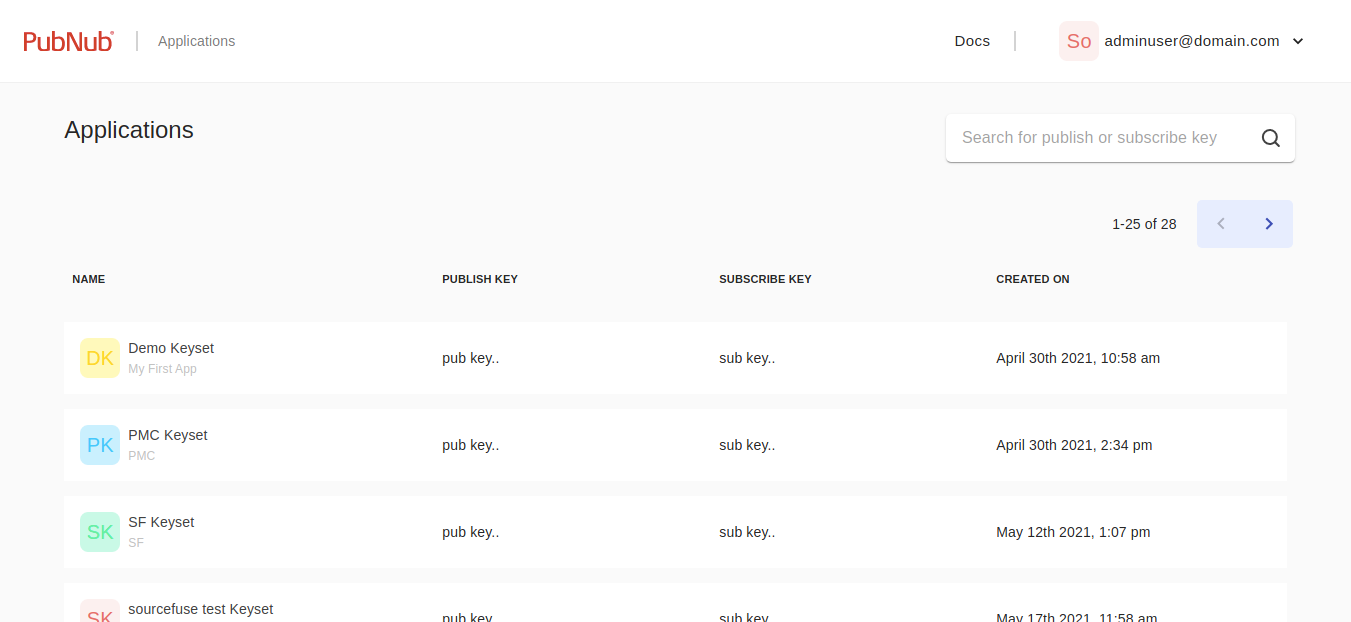 PubNub Applications Docs So adminuser@domain.com
Applications
Search for publish or subscribe key
1-25 of 28
NAME PUBLISH KEY SUBSCRIBE KEY CREATED ON
DK Demo Keyset
My First App
pub key.. sub key.. April 30th 2021, 10:58 am
PK PMC Keyset
PMC
pub key.. sub key.. April 30th 2021, 2:34 pm
SK SF Keyset
SF
pub key.. sub key.. May 12th 2021, 1:07 pm
SK sourcefuse test Keyset
pub key.. sub key.. May 17th 2021, 11:58 am